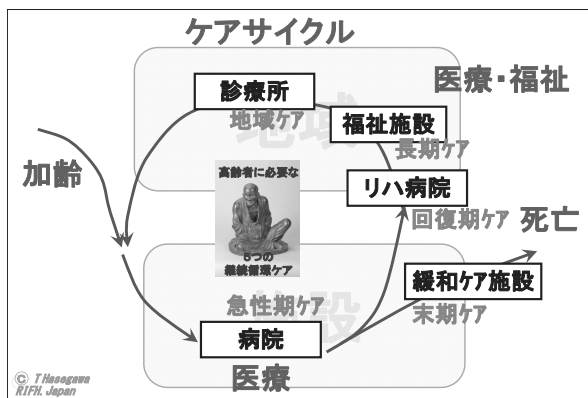 ケアサイクル
医療・福祉
診療所
地域ケア
地域
福祉施設
長期ケア
加齢
高齢者に必要な
5つの
継続循環ケア
リハ病院
回復期ケア
死亡
緩和ケア施設
末期ケア
急性期ケア
施設
病院
医療
© T Hasegawa
RIFH. Japan